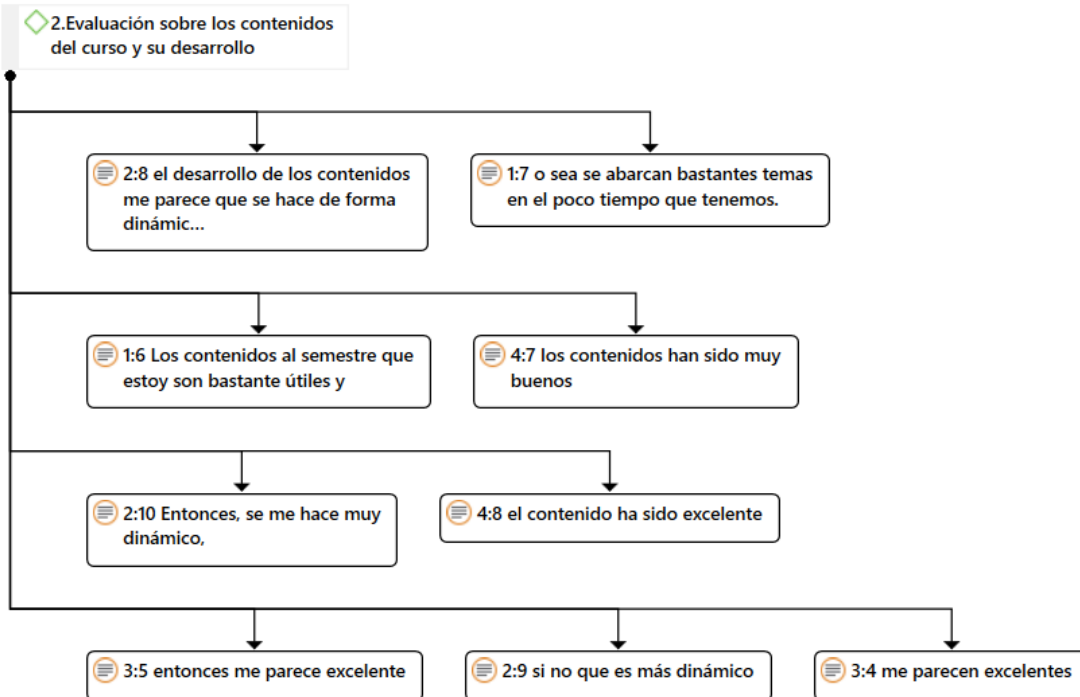 2.Evaluación sobre los contenidos
del curso y su desarrollo
2:8 el desarrollo de los contenidos
me parece que se hace de forma
dinámic...
1:7 o sea se abarcan bastantes temas
en el poco tiempo que tenemos.
1:6 Los contenidos al semestre que
estoy son bastante útiles y
4:7 los contenidos han sido muy
buenos
2:10 Entonces, se me hace muy
dinámico,
4:8 el contenido ha sido excelente
3:5 entonces me parece excelente
2:9 si no que es más dinámico
3:4 me parecen excelentes